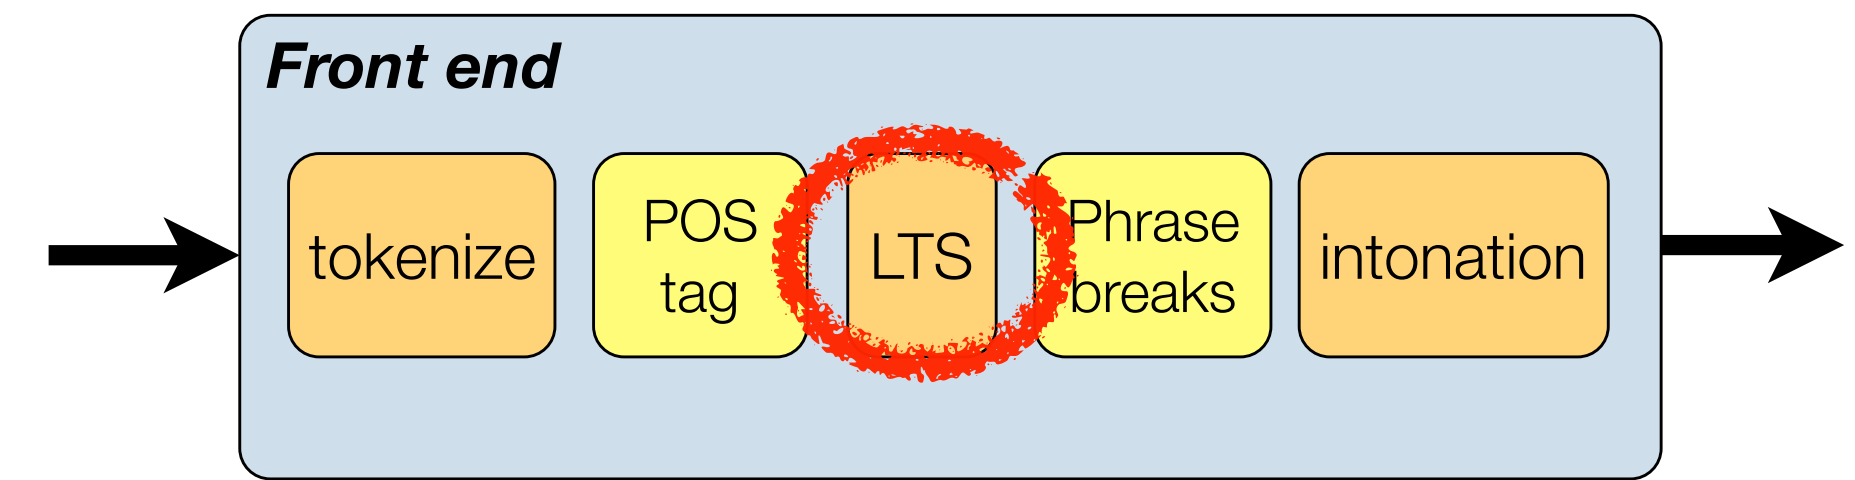 Front end
tokenize
POS
tag
LTS
Phrase
breaks
intonation